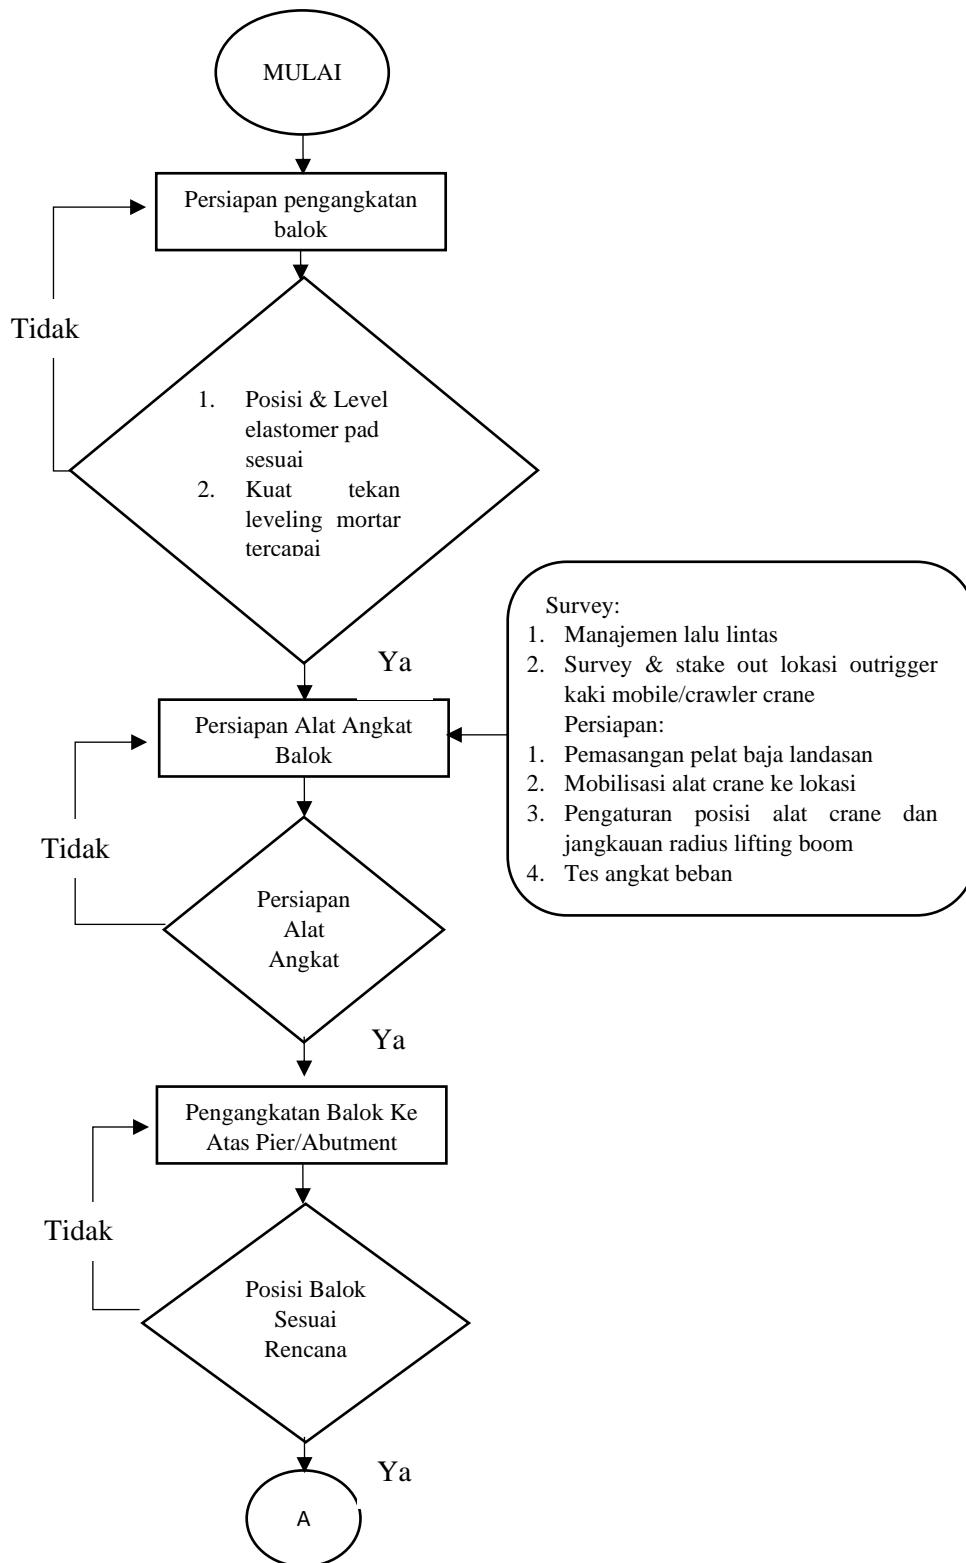 MULAI
Persiapan pengangkatan
balok
Tidak
1. Posisi & Level
elastomer pad
sesuai
2. Kuat tekan
leveling mortar
tercapai
Ya
Survey:
1. Manajemen lalu lintas
2. Survey & stake out lokasi outrigger
kaki mobile/crawler crane
Persiapan:
1. Pemasangan pelat baja landasan
2. Mobilisasi alat crane ke lokasi
3. Pengaturan posisi alat crane dan
jangkauan radius lifting boom
4. Tes angkat beban
Persiapan Alat Angkat
Balok
Tidak
Persiapan
Alat
Angkat
Ya
Pengangkatan Balok Ke
Atas Pier/Abutment
Tidak
Posisi Balok
Sesuai
Rencana
Ya
A